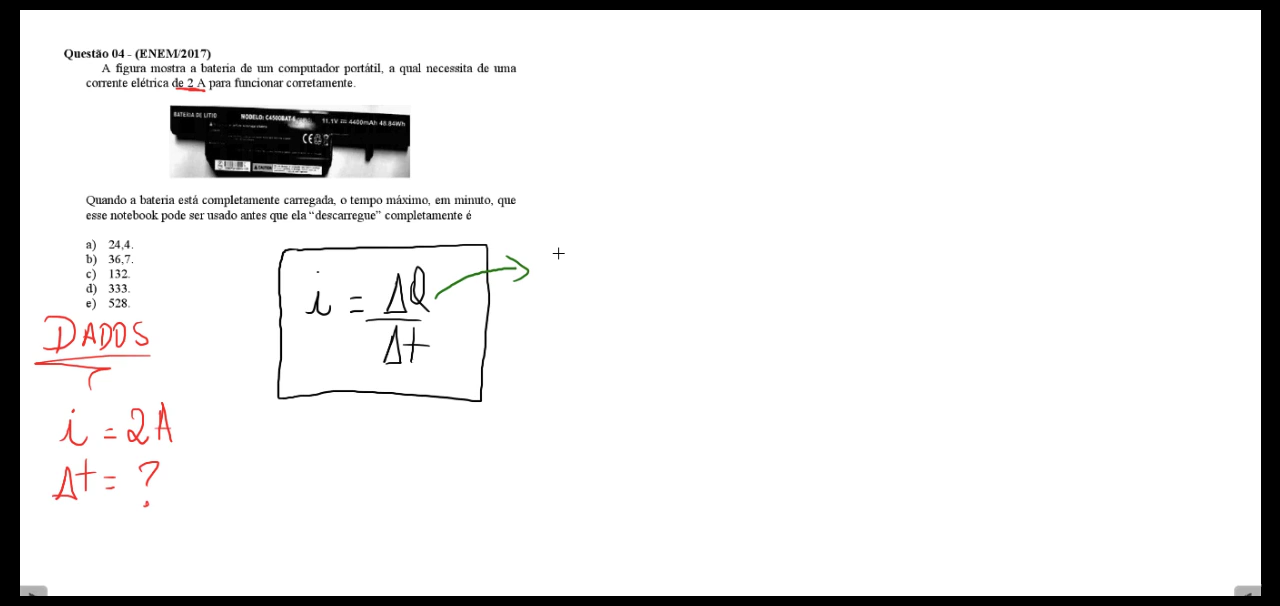 Questão 04 - (ENEM/2017)
A figura mostra a bateria de um computador portátil, a qual necessita de uma
corrente elétrica de 2 A para funcionar corretamente.
BATERIA DE LITIO
MODELO: C4500BAT-6
11.1V 4400mAh 48.84Wh
CE
Quando a bateria está completamente carregada, o tempo máximo, em minuto, que
esse notebook pode ser usado antes que ela “descarregue” completamente é
a) 24,4.
b) 36,7.
c) 132.
d) 333.
e) 528.
i = ΔQ
Δt
DADOS
i = 2A
Δt = ?